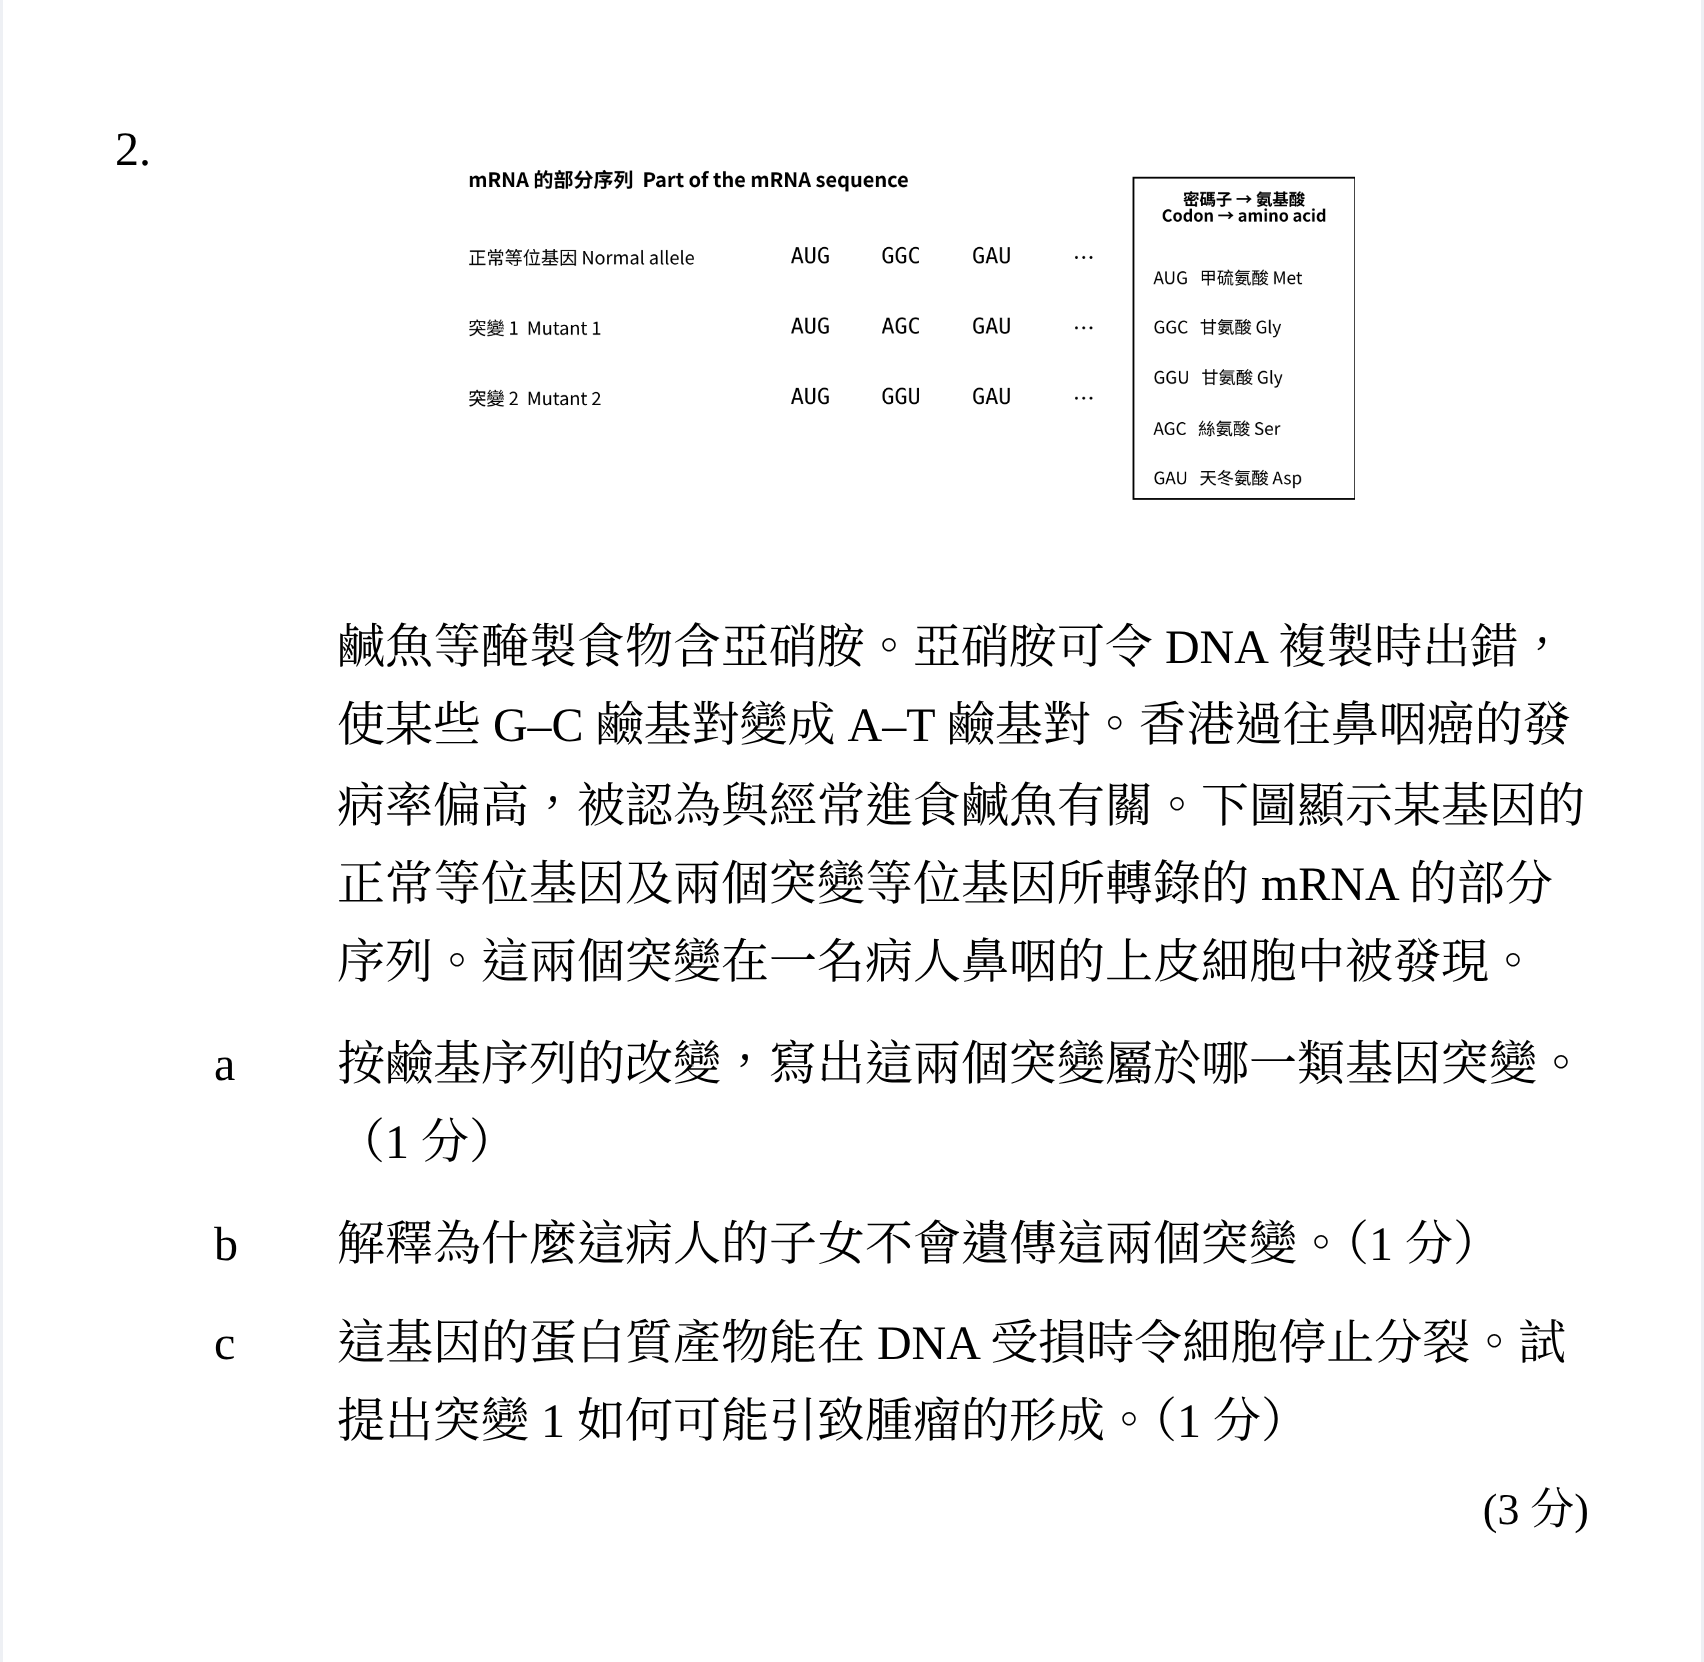 2.
mRNA 的部分序列 Part of the mRNA sequence
正常等位基因 Normal allele AUG GGC GAU …
突變 1 Mutant 1 AUG AGC GAU …
突變 2 Mutant 2 AUG GGU GAU …
密碼子 → 氨基酸
Codon → amino acid
AUG 甲硫氨酸 Met
GGC 甘氨酸 Gly
GGU 甘氨酸 Gly
AGC 絲氨酸 Ser
GAU 天冬氨酸 Asp
鹹魚等醃製食物含亞硝胺。亞硝胺可令 DNA 複製時出錯，
使某些 G–C 鹼基對變成 A–T 鹼基對。香港過往鼻咽癌的發
病率偏高，被認為與經常進食鹹魚有關。下圖顯示某基因的
正常等位基因及兩個突變等位基因所轉錄的 mRNA 的部分
序列。這兩個突變在一名病人鼻咽的上皮細胞中被發現。
a 按鹼基序列的改變，寫出這兩個突變屬於哪一類基因突變。
（1 分）
b 解釋為什麼這病人的子女不會遺傳這兩個突變。（1 分）
c 這基因的蛋白質產物能在 DNA 受損時令細胞停止分裂。試
提出突變 1 如何可能引致腫瘤的形成。（1 分）
(3 分)